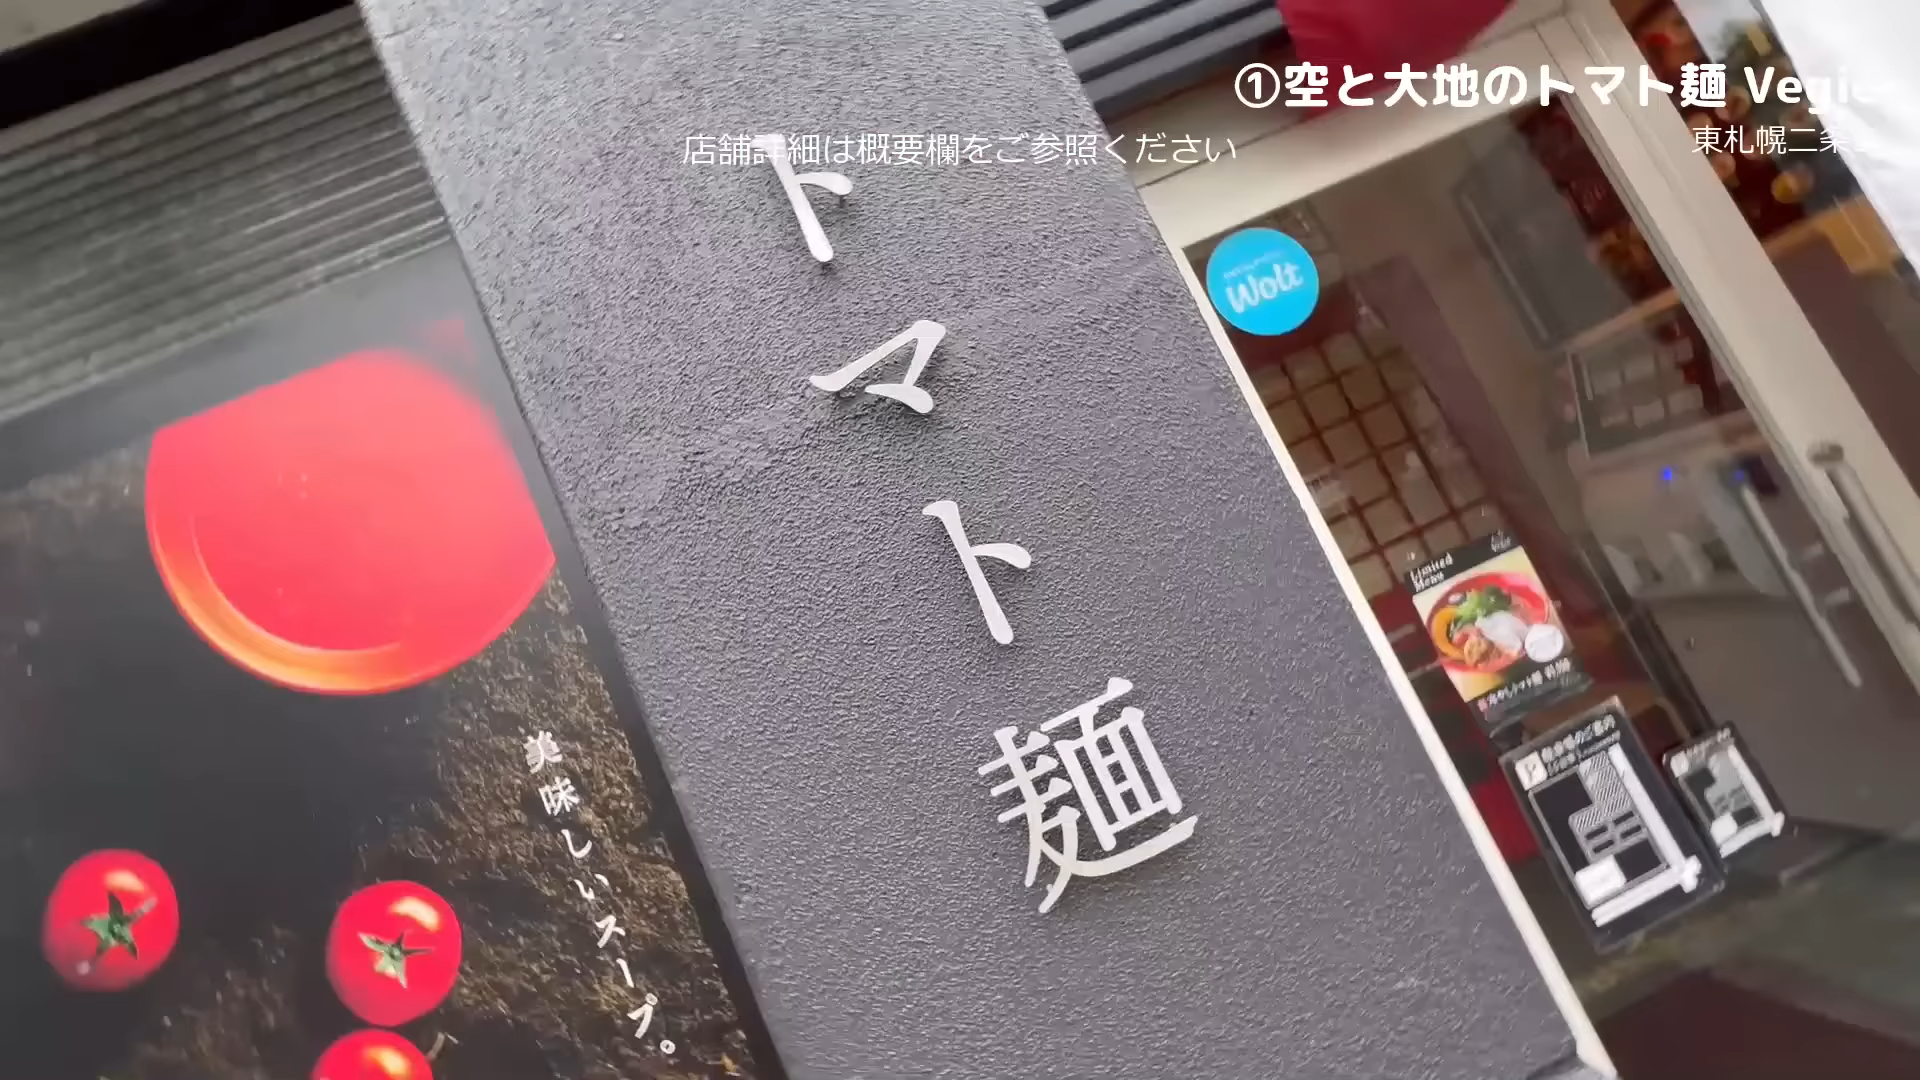 ①空と大地のトマト麺 Vegie
東札幌二条
店舗詳細は概要欄をご参照ください
トマト麺
Wolt
美味しいスープ。
Limited
Menu